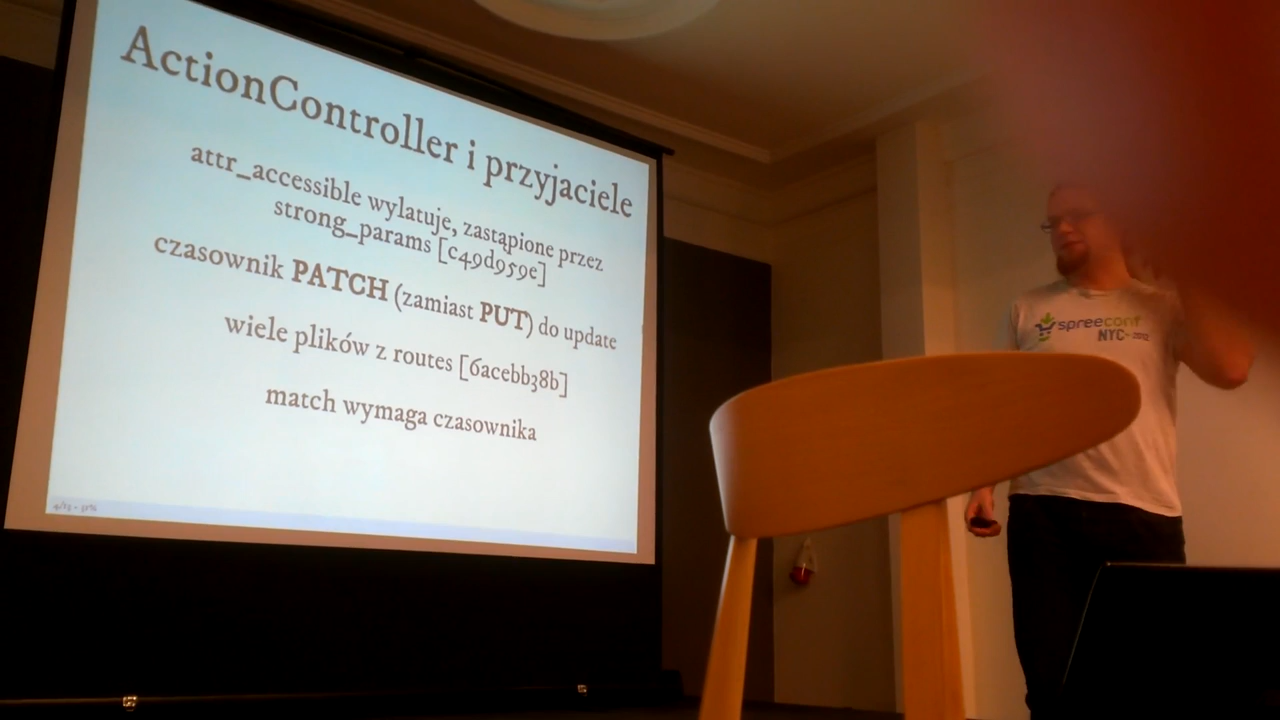 ActionController i przyjaciele
attr_accessible wylatuje, zastąpione przez
strong_params [c49d959e]
czasownik PATCH (zamiast PUT) do update
wiele plików z routes [6acebb38b]
match wymaga czasownika
spreeconf
NYC 2012